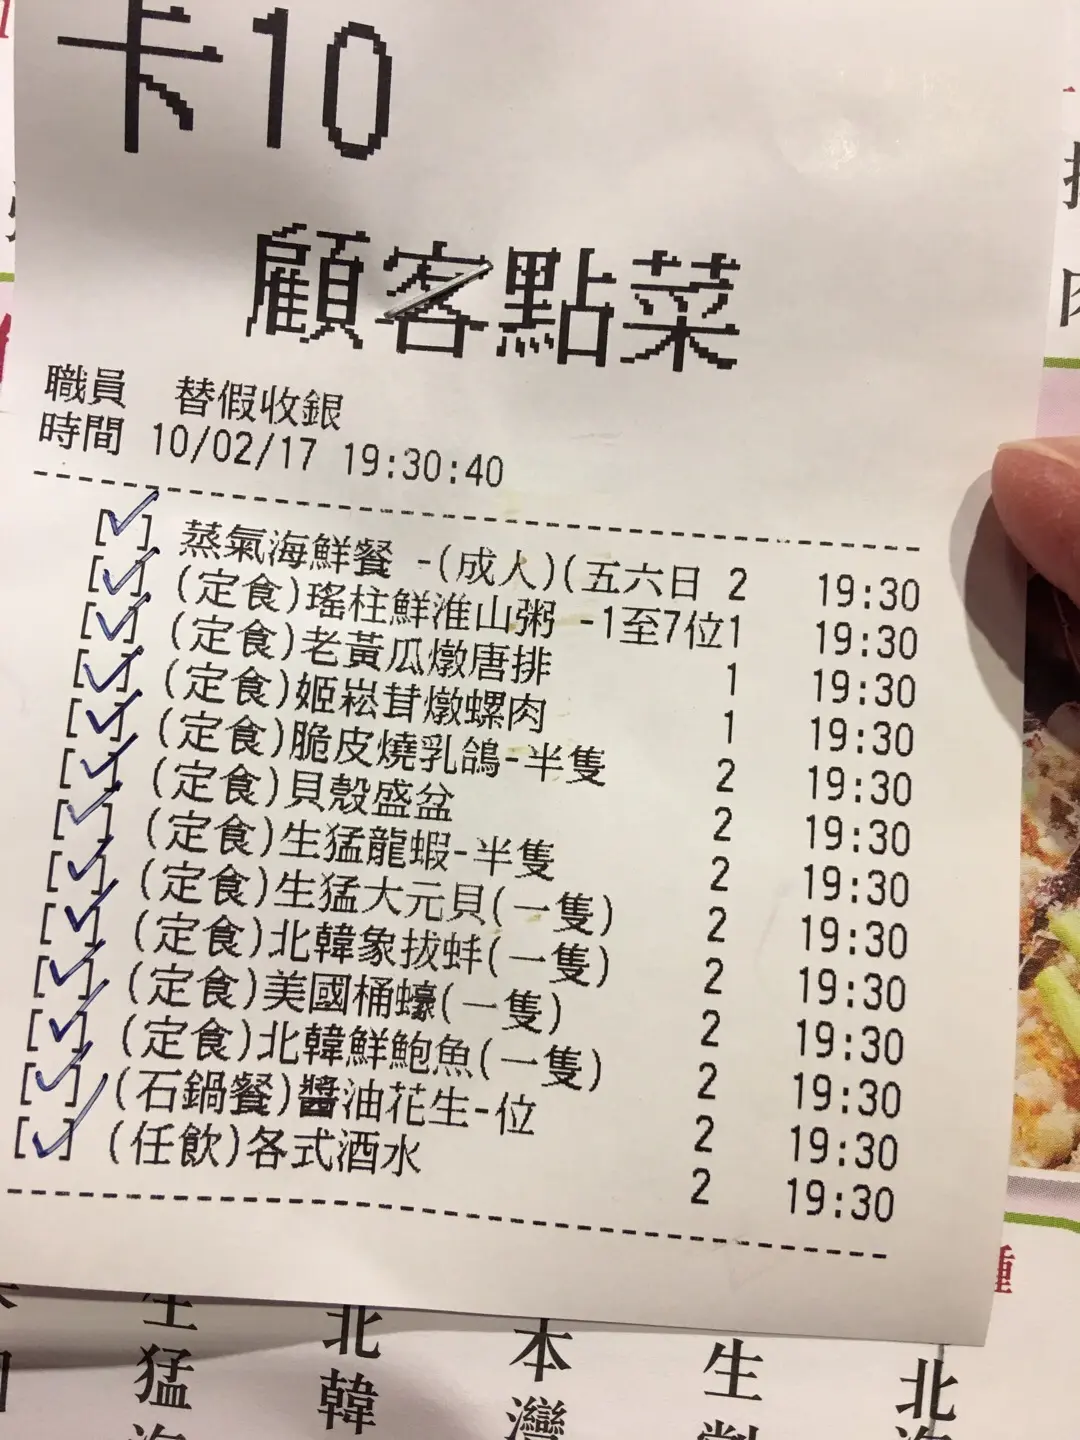 卡10
顧客點菜
職員 替假收銀
時間 10/02/17 19:30:40
[ ] 蒸氣海鮮餐 -(成人)(五六日 2 19:30
[ ] (定食)瑤柱鮮淮山粥 -1至7位1 19:30
[ ] (定食)老黃瓜燉唐排 1 19:30
[ ] (定食)姬崧茸燉螺肉 1 19:30
[ ] (定食)脆皮燒乳鴿-半隻 2 19:30
[ ] (定食)貝殼盛盆 2 19:30
[ ] (定食)生猛龍蝦-半隻 2 19:30
[ ] (定食)生猛大元貝(一隻) 2 19:30
[ ] (定食)北韓象拔蚌(一隻) 2 19:30
[ ] (定食)美國桶蠔(一隻) 2 19:30
[ ] (定食)北韓鮮鮑魚(一隻) 2 19:30
[ ] (石鍋餐)醬油花生-位 2 19:30
[ ] (任飲)各式酒水 2 19:30
生猛
北韓
本灣
生
北